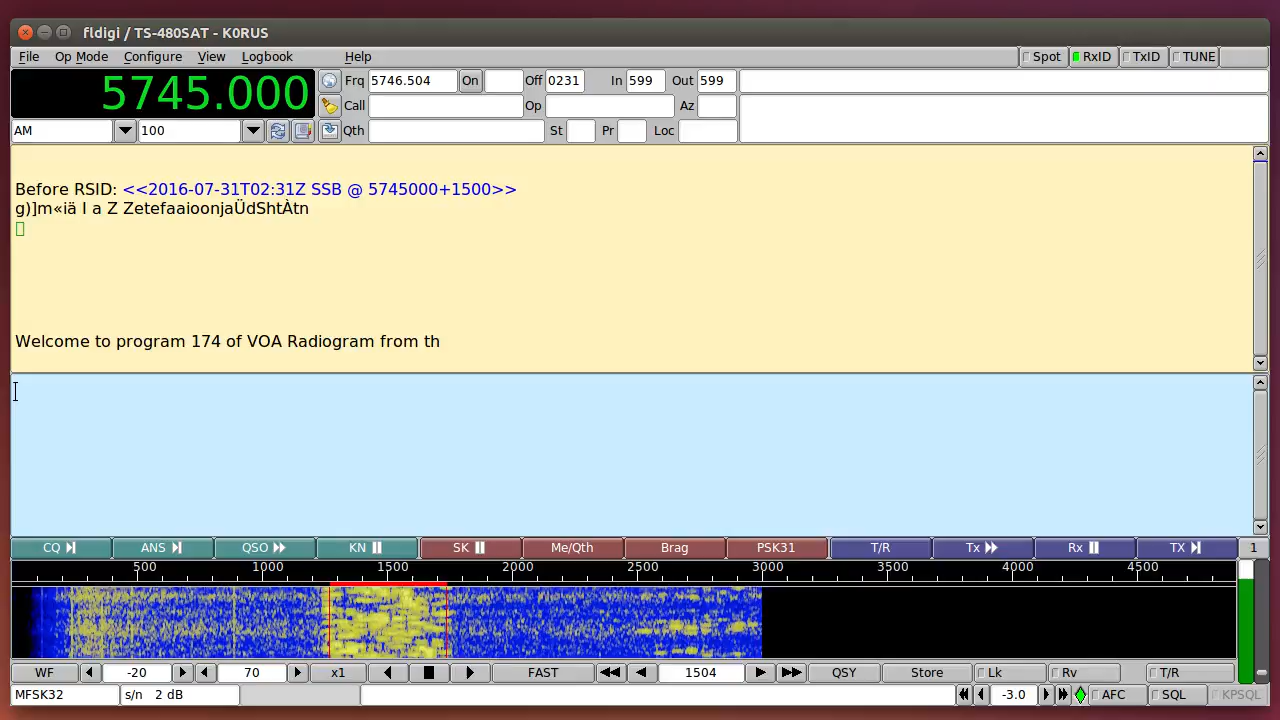 fldigi / TS-480SAT - K0RUS
File Op Mode Configure View Logbook Help Spot RxID TxID TUNE
5745.000 Frq 5746.504 On Off 0231 In 599 Out 599
Call Op Az
AM 100 Qth St Pr Loc
Before RSID: <<2016-07-31T02:31Z SSB @ 5745000+1500>>
g)]m«iä l a Z ZetefaaioonjaÜdShtÀtn
Welcome to program 174 of VOA Radiogram from th
CQ ANS QSO KN SK Me/Qth Brag PSK31 T/R Tx Rx TX 1
500 1000 1500 2000 2500 3000 3500 4000 4500
WF -20 70 x1 FAST 1504 QSY Store Lk Rv T/R
MFSK32 s/n 2 dB -3.0 AFC SQL KPSQL